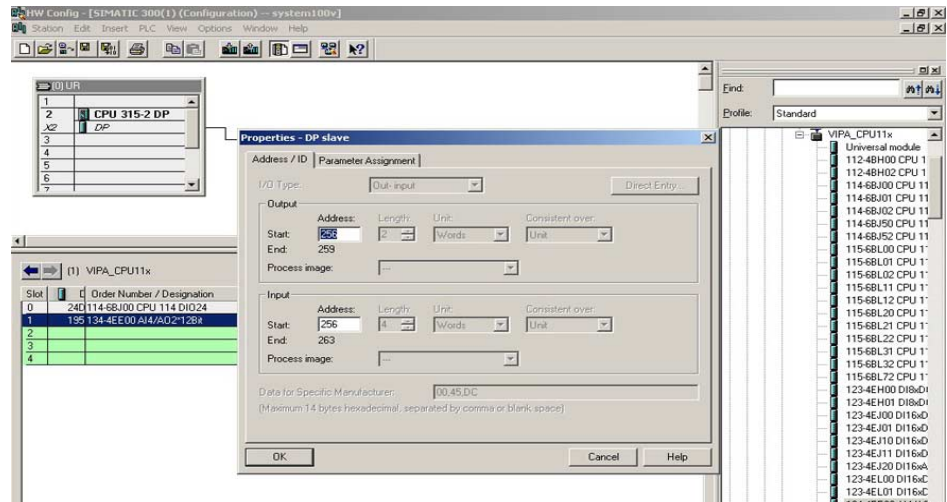 HW Config - [SIMATIC 300(1) (Configuration) -- system100v]
Station Edit Insert PLC View Options Window Help
(0) UR
1
2 CPU 315-2 DP
X2 DP
3
4
5
6
7
Find:
Profile: Standard
VIPA_CPU11x
Universal module
112-4BH00 CPU 1
112-4BH02 CPU 1
114-6BJ00 CPU 11
114-6BJ01 CPU 11
114-6BJ02 CPU 11
114-6BJ50 CPU 11
114-6BJ52 CPU 11
115-6BL00 CPU 1
115-6BL01 CPU 1
115-6BL02 CPU 1
115-6BL11 CPU 1
115-6BL12 CPU 1
115-6BL20 CPU 1
115-6BL21 CPU 1
115-6BL22 CPU 1
115-6BL31 CPU 1
115-6BL32 CPU 1
115-6BL72 CPU 1
123-4EH00 DI8xD
123-4EH01 DI8xD
123-4EJ00 DI16xD
123-4EJ01 DI16xD
123-4EJ10 DI16xD
123-4EJ11 DI16xD
123-4EJ20 DI16xA
123-4EL00 DI16xD
123-4EL01 DI16xD
Properties - DP slave
Address / ID Parameter Assignment
I/O Type: Out- input Direct Entry...
Output
Address: Length: Unit: Consistent over:
Start: 256 2 Words Unit
End: 259
Process image: ---
Input
Address: Length: Unit: Consistent over:
Start: 256 4 Words Unit
End: 263
Process image: ---
Data for Specific Manufacturer: 00,45,DC
(Maximum 14 bytes hexadecimal, separated by comma or blank space)
OK Cancel Help
(1) VIPA_CPU11x
Slot Order Number / Designation
0 24D 114-6BJ00 CPU 114 DIO24
1 195 134-4EE00 AI4/AO2*12Bit
2
3
4